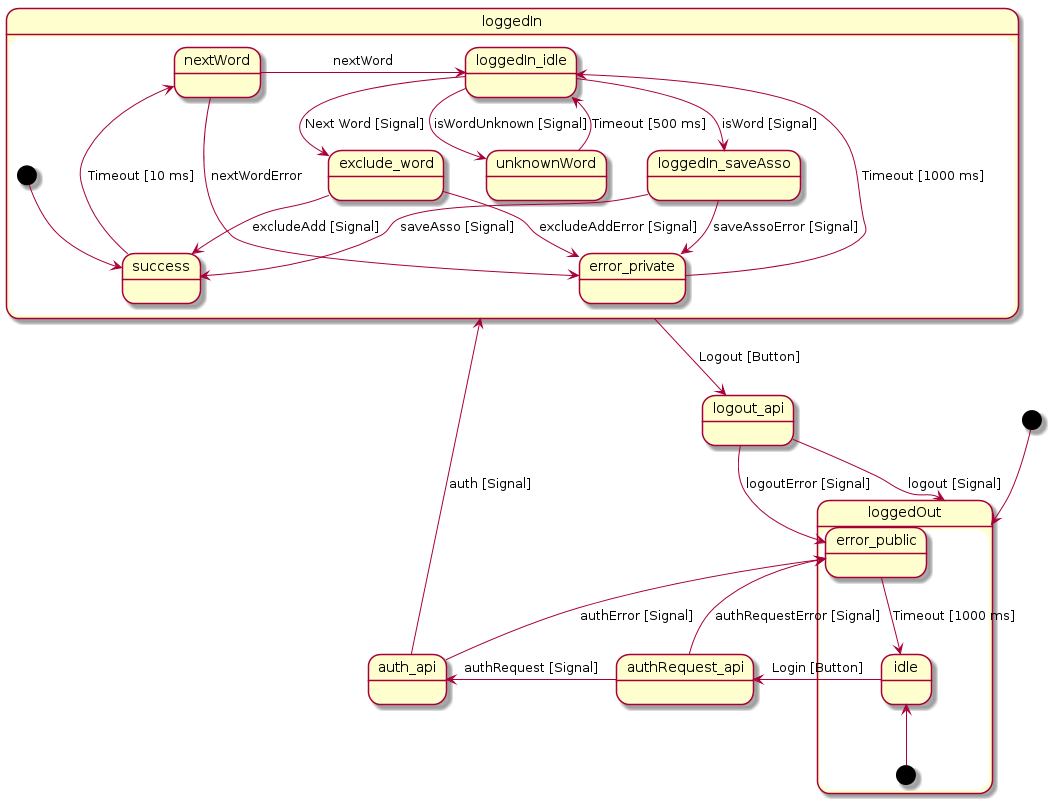 loggedIn
nextWord
nextWord
loggedIn_idle
Next Word [Signal]
isWordUnknown [Signal]
Timeout [500 ms]
isWord [Signal]
exclude_word
unknownWord
loggedIn_saveAsso
Timeout [10 ms]
nextWordError
Timeout [1000 ms]
excludeAdd [Signal]
saveAsso [Signal]
excludeAddError [Signal]
saveAssoError [Signal]
success
error_private
Logout [Button]
logout_api
auth [Signal]
logoutError [Signal]
logout [Signal]
loggedOut
error_public
authError [Signal]
authRequestError [Signal]
Timeout [1000 ms]
auth_api
authRequest [Signal]
authRequest_api
Login [Button]
idle